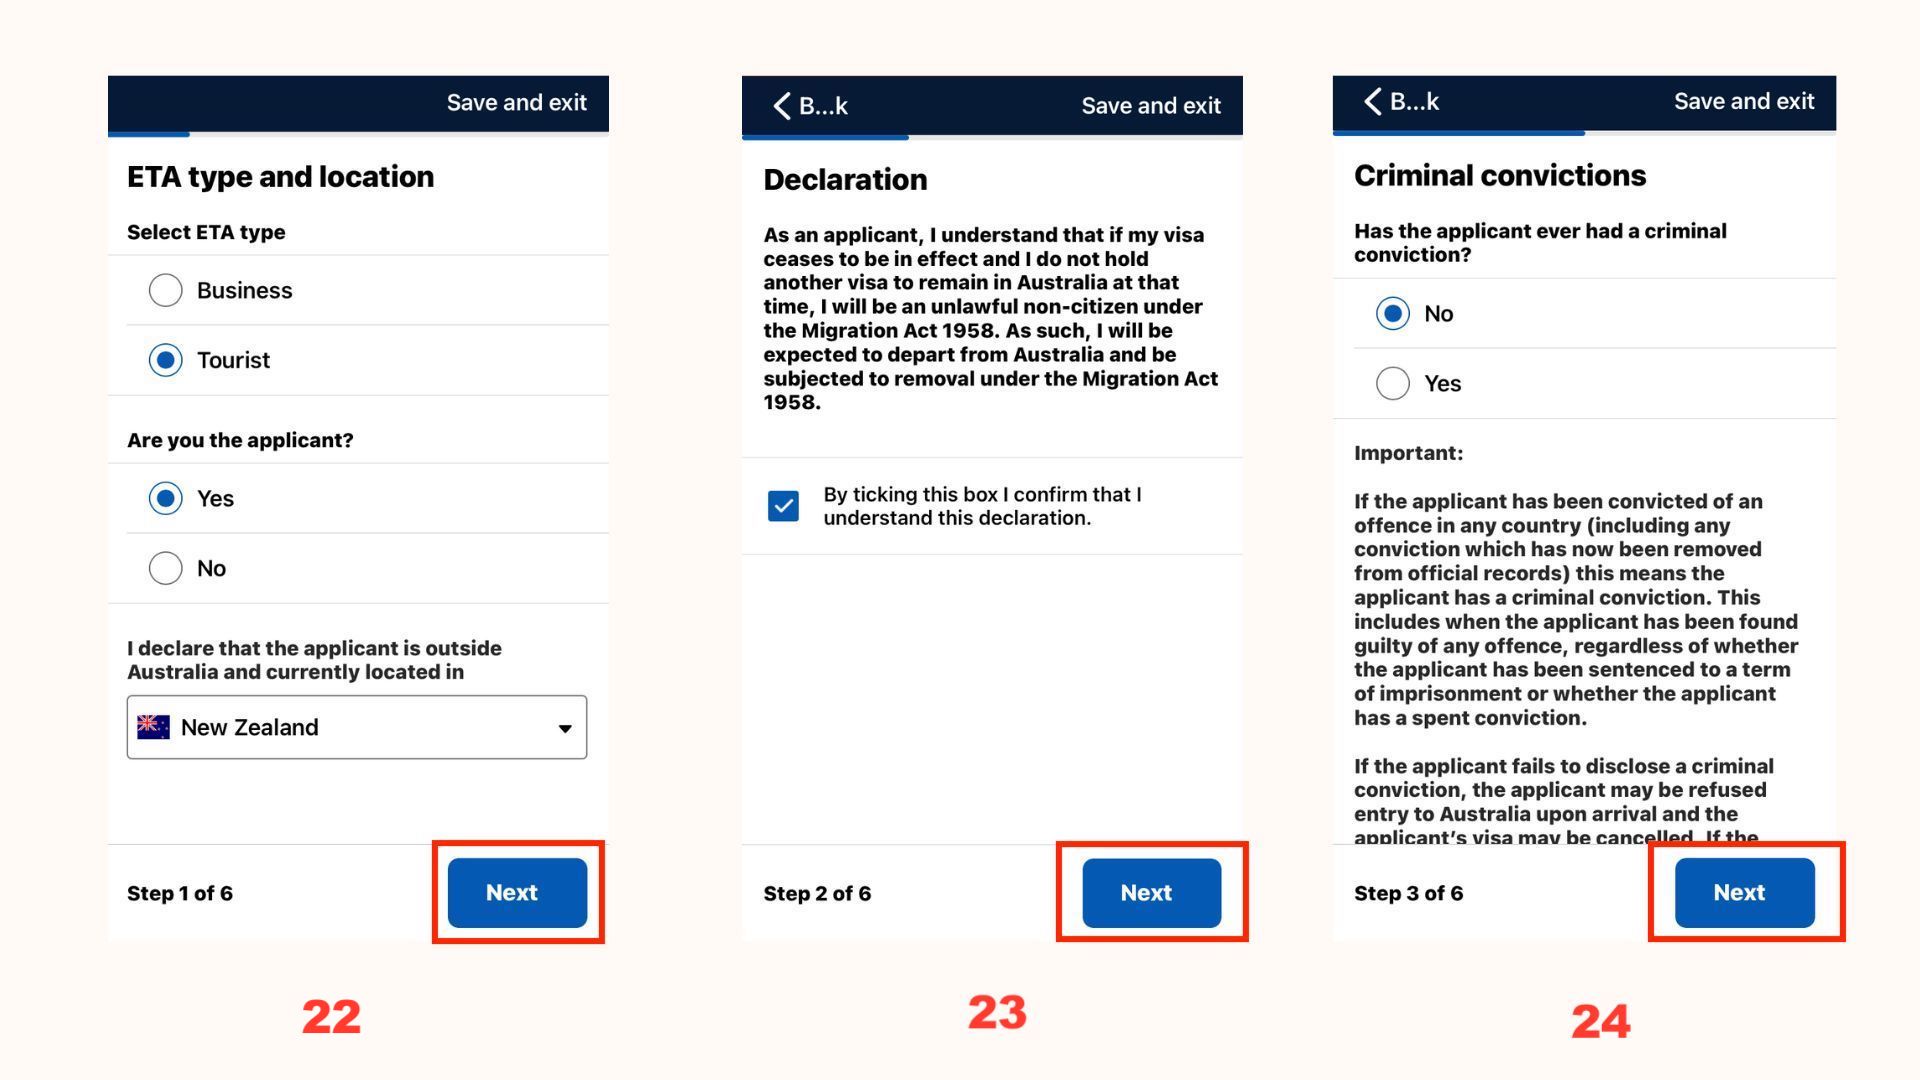 Save and exit
ETA type and location
Select ETA type
Business
Tourist
Are you the applicant?
Yes
No
I declare that the applicant is outside
Australia and currently located in
New Zealand
Step 1 of 6
Next
22
B...k
Save and exit
Declaration
As an applicant, I understand that if my visa
ceases to be in effect and I do not hold
another visa to remain in Australia at that
time, I will be an unlawful non-citizen under
the Migration Act 1958. As such, I will be
expected to depart from Australia and be
subjected to removal under the Migration Act
1958.
By ticking this box I confirm that I
understand this declaration.
Step 2 of 6
Next
23
B...k
Save and exit
Criminal convictions
Has the applicant ever had a criminal
conviction?
No
Yes
Important:
If the applicant has been convicted of an
offence in any country (including any
conviction which has now been removed
from official records) this means the
applicant has a criminal conviction. This
includes when the applicant has been found
guilty of any offence, regardless of whether
the applicant has been sentenced to a term
of imprisonment or whether the applicant
has a spent conviction.
If the applicant fails to disclose a criminal
conviction, the applicant may be refused
entry to Australia upon arrival and the
applicant's visa may be cancelled. If the
Step 3 of 6
Next
24